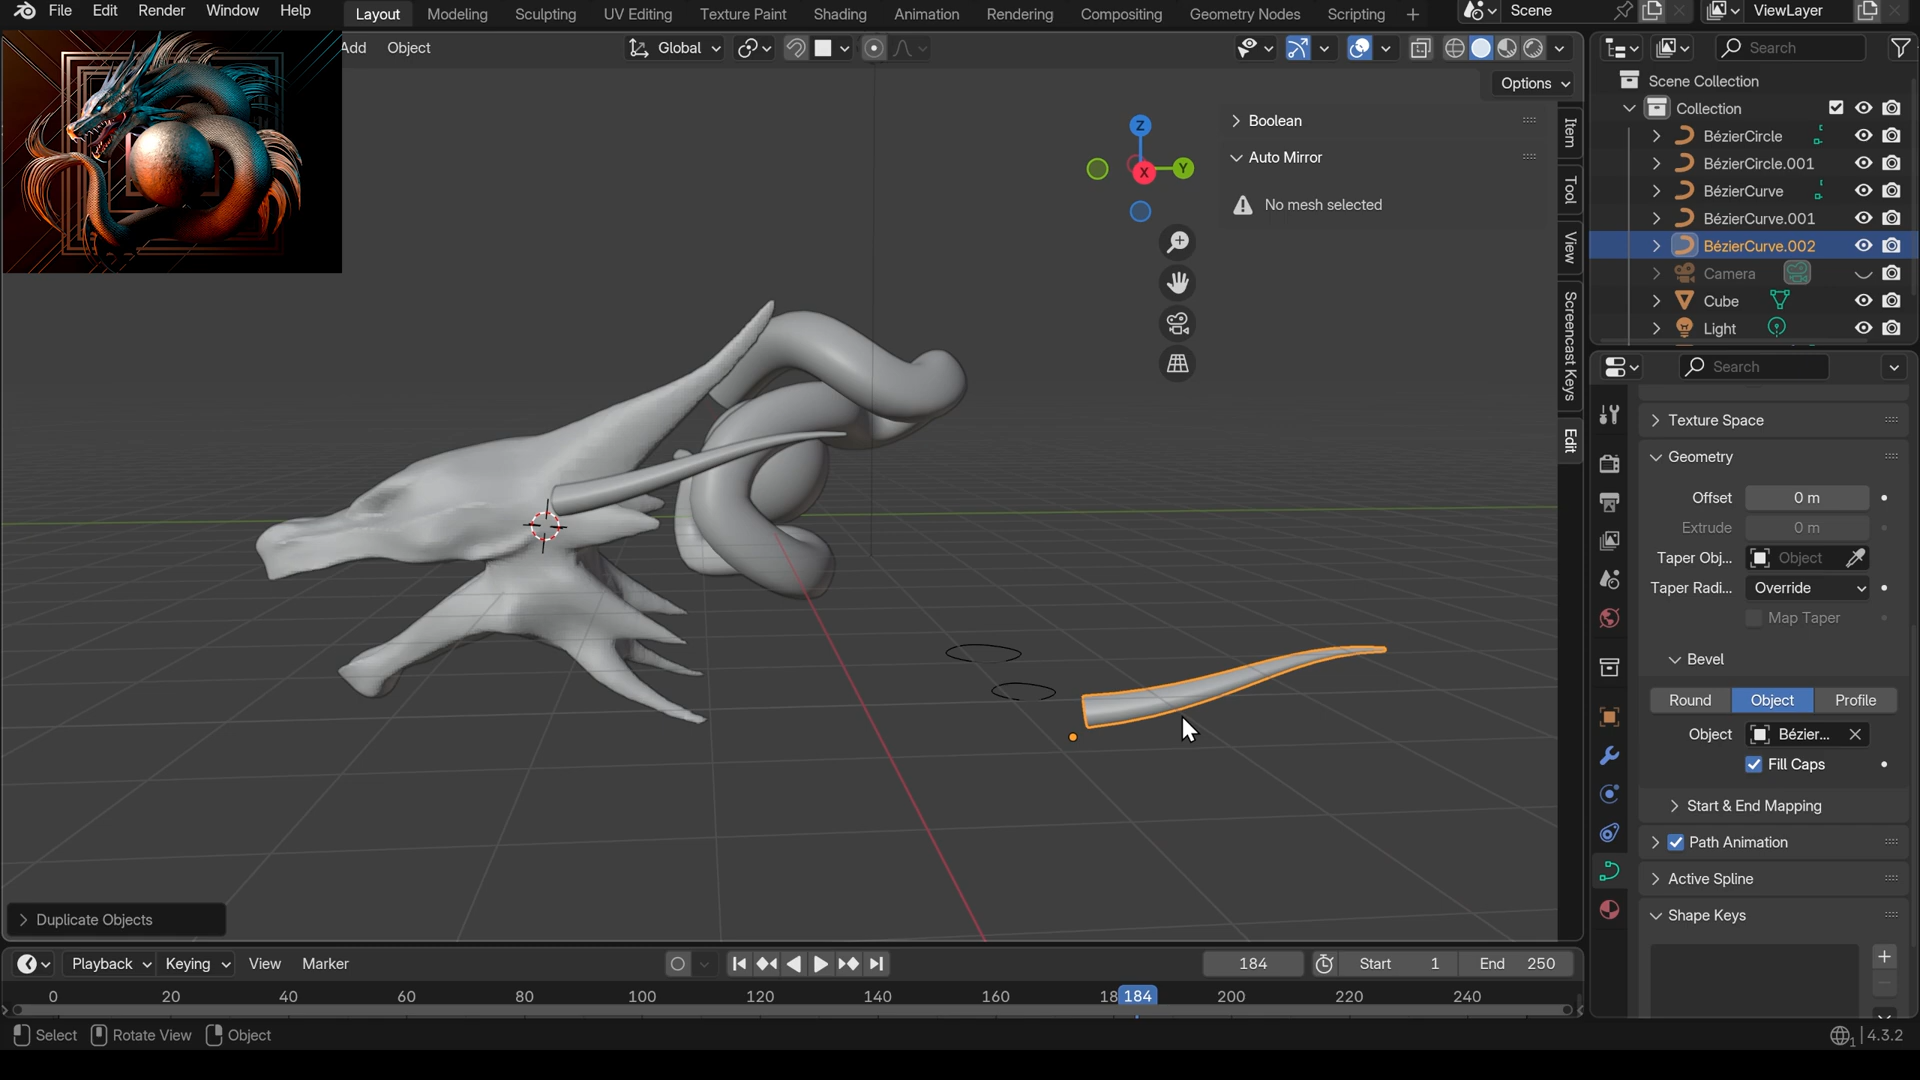 File Edit Render Window Help Layout Modeling Sculpting UV Editing Texture Paint Shading Animation Rendering Compositing Geometry Nodes Scripting Scene ViewLayer
Add Object Global Search
Options
Scene Collection
Collection
BézierCircle
BézierCircle.001
BézierCurve
BézierCurve.001
BézierCurve.002
Camera
Cube
Light
Boolean
Auto Mirror
No mesh selected
Z
X
Y
Item
Tool
View
Screencast Keys
Edit
Search
Texture Space
Geometry
Offset 0 m
Extrude 0 m
Taper Obj... Object
Taper Radi... Override
Map Taper
Bevel
Round Object Profile
Object Bézier...
Fill Caps
Start & End Mapping
Path Animation
Active Spline
Shape Keys
Duplicate Objects
Playback Keying View Marker 184 Start 1 End 250
0 20 40 60 80 100 120 140 160 18 184 200 220 240
Select Rotate View Object 1 4.3.2